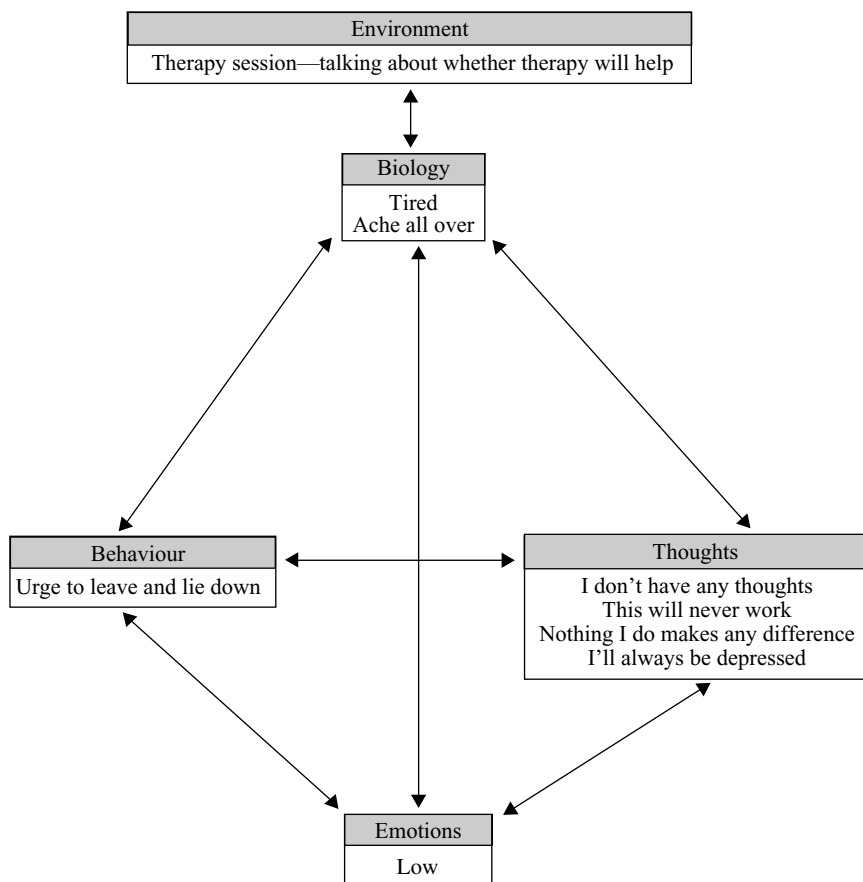 Environment
Therapy session—talking about whether therapy will help
Biology
Tired
Ache all over
Behaviour
Urge to leave and lie down
Thoughts
I don’t have any thoughts
This will never work
Nothing I do makes any difference
I’ll always be depressed
Emotions
Low